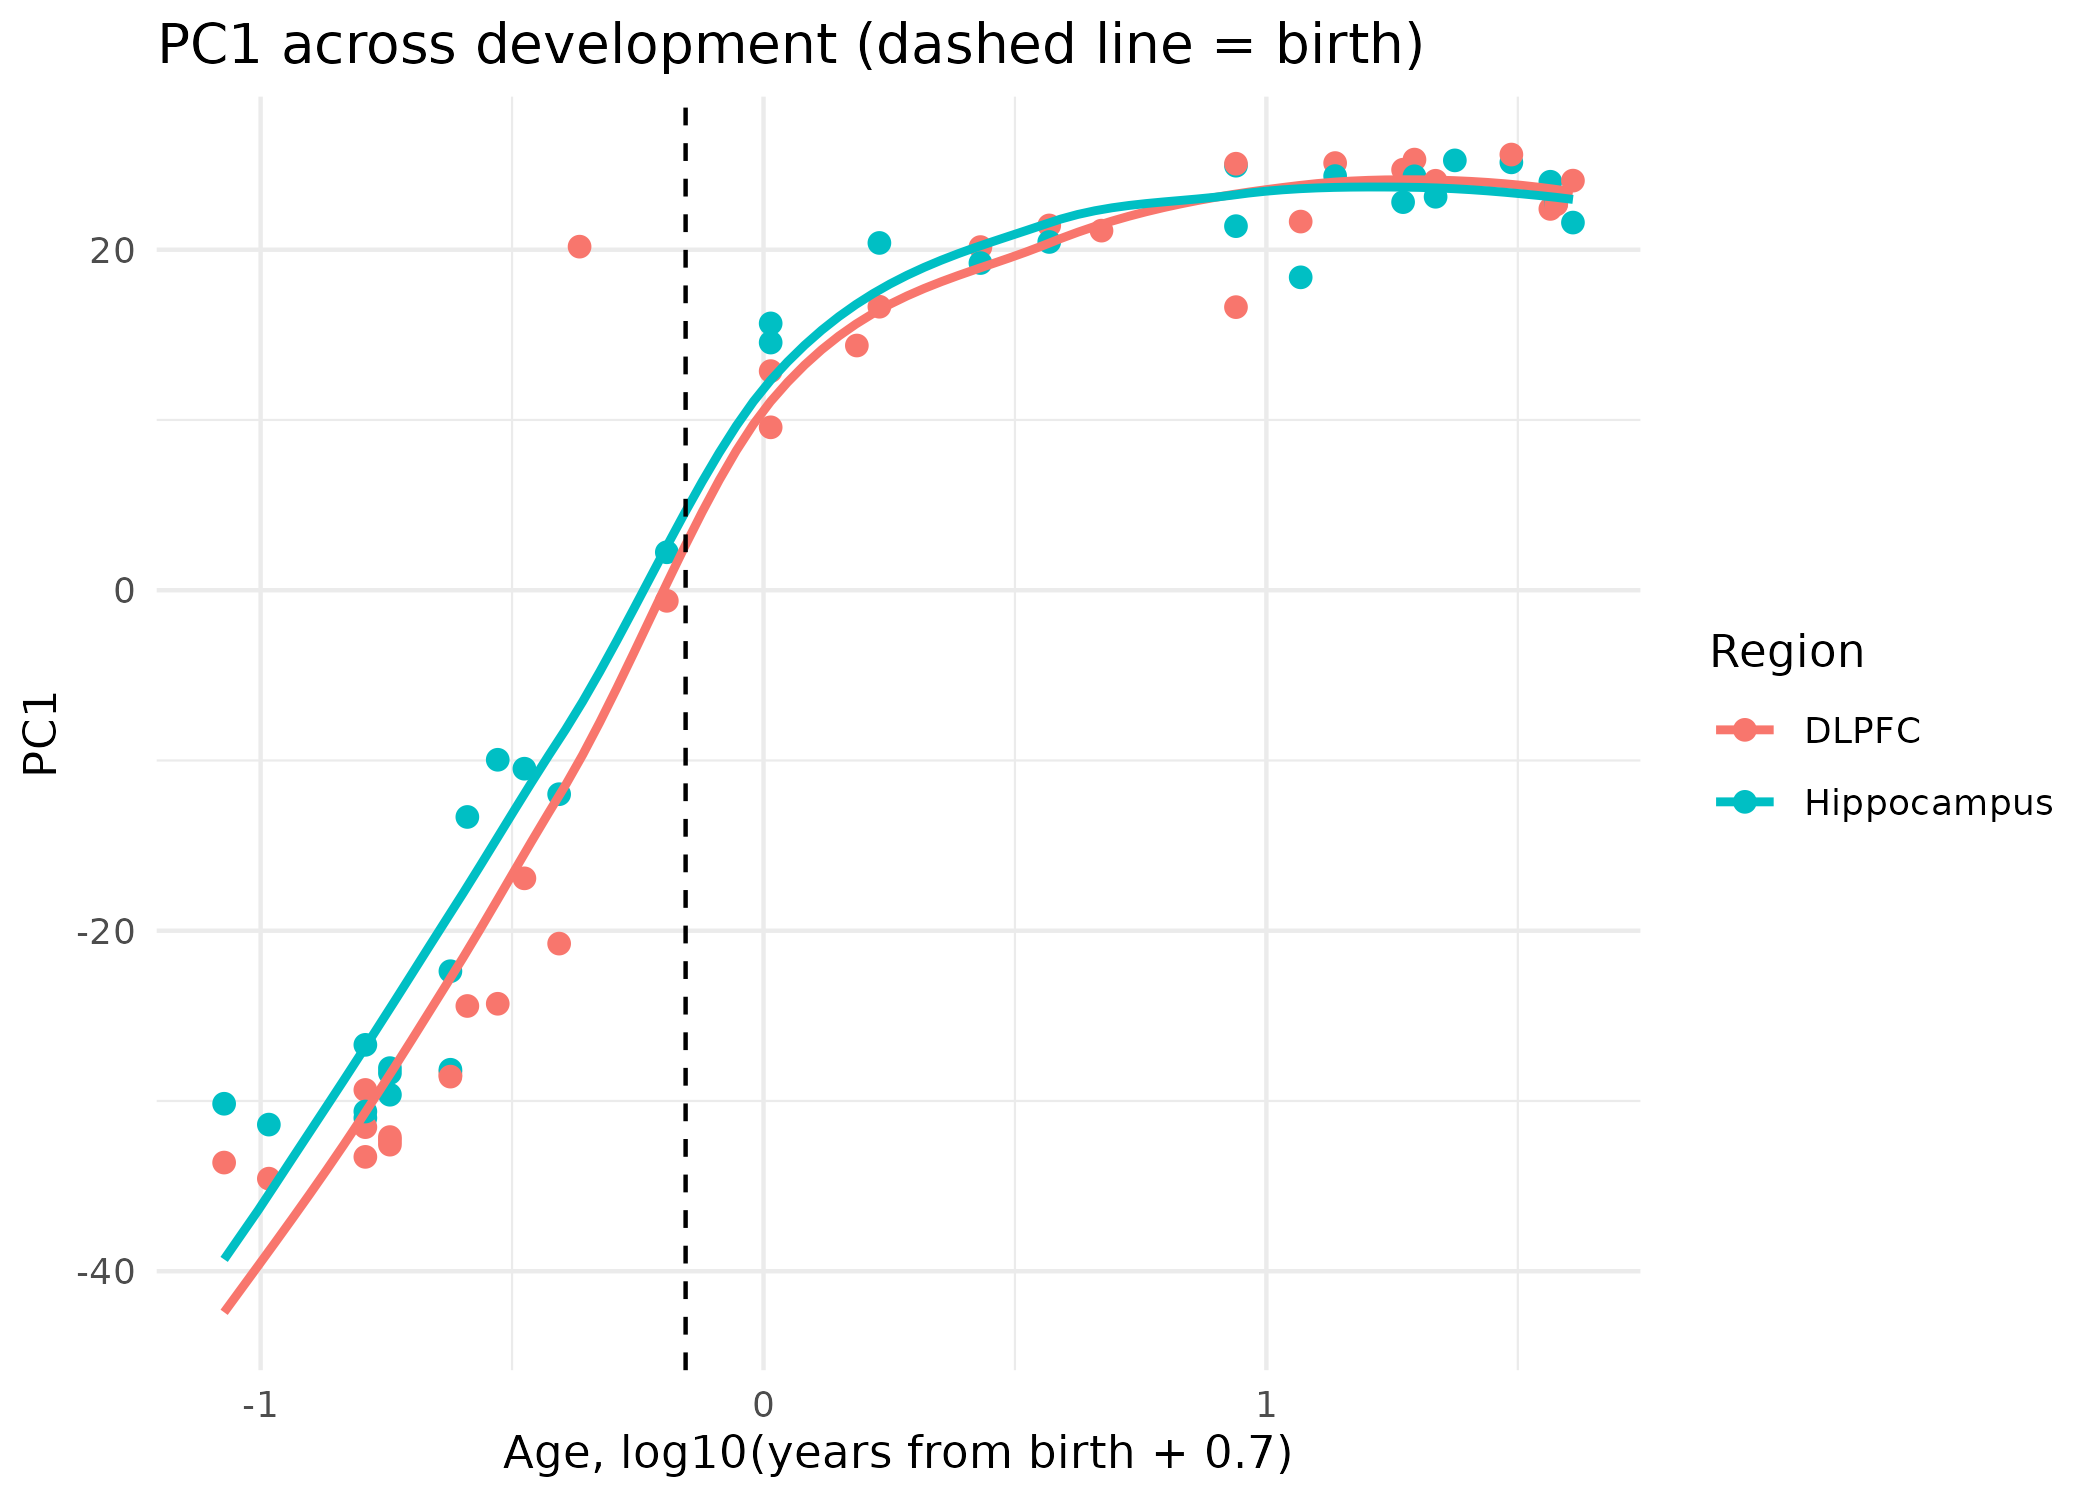 PC1 across development (dashed line = birth)
20
0
-20
-40
PC1
-1
0
1
Age, log10(years from birth + 0.7)
Region
DLPFC
Hippocampus